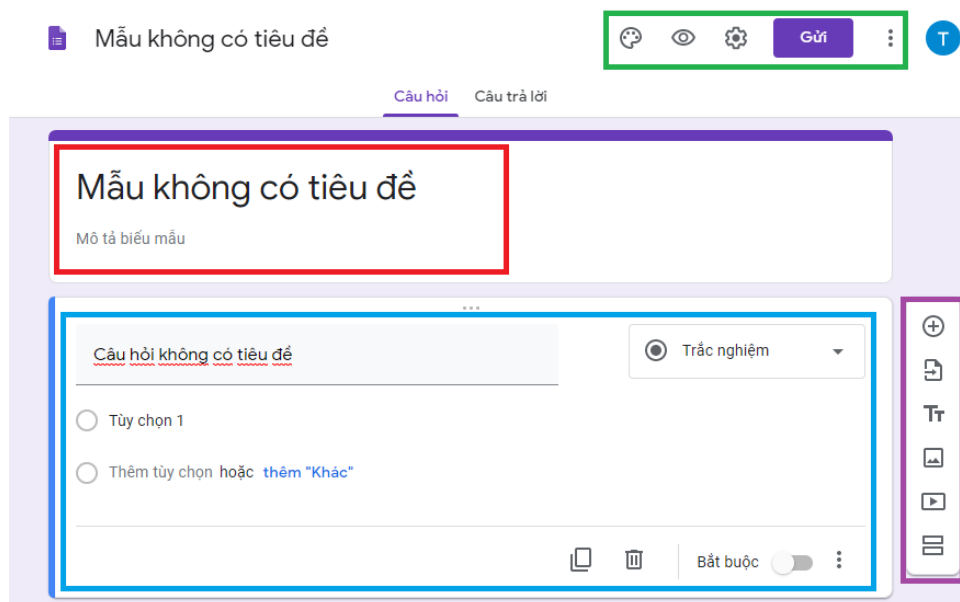 Mẫu không có tiêu đề
Gửi
T
Câu hỏi
Câu trả lời
Mẫu không có tiêu đề
Mô tả biểu mẫu
Câu hỏi không có tiêu đề
Trắc nghiệm
Tùy chọn 1
Thêm tùy chọn hoặc thêm "Khác"
Bắt buộc
Tт